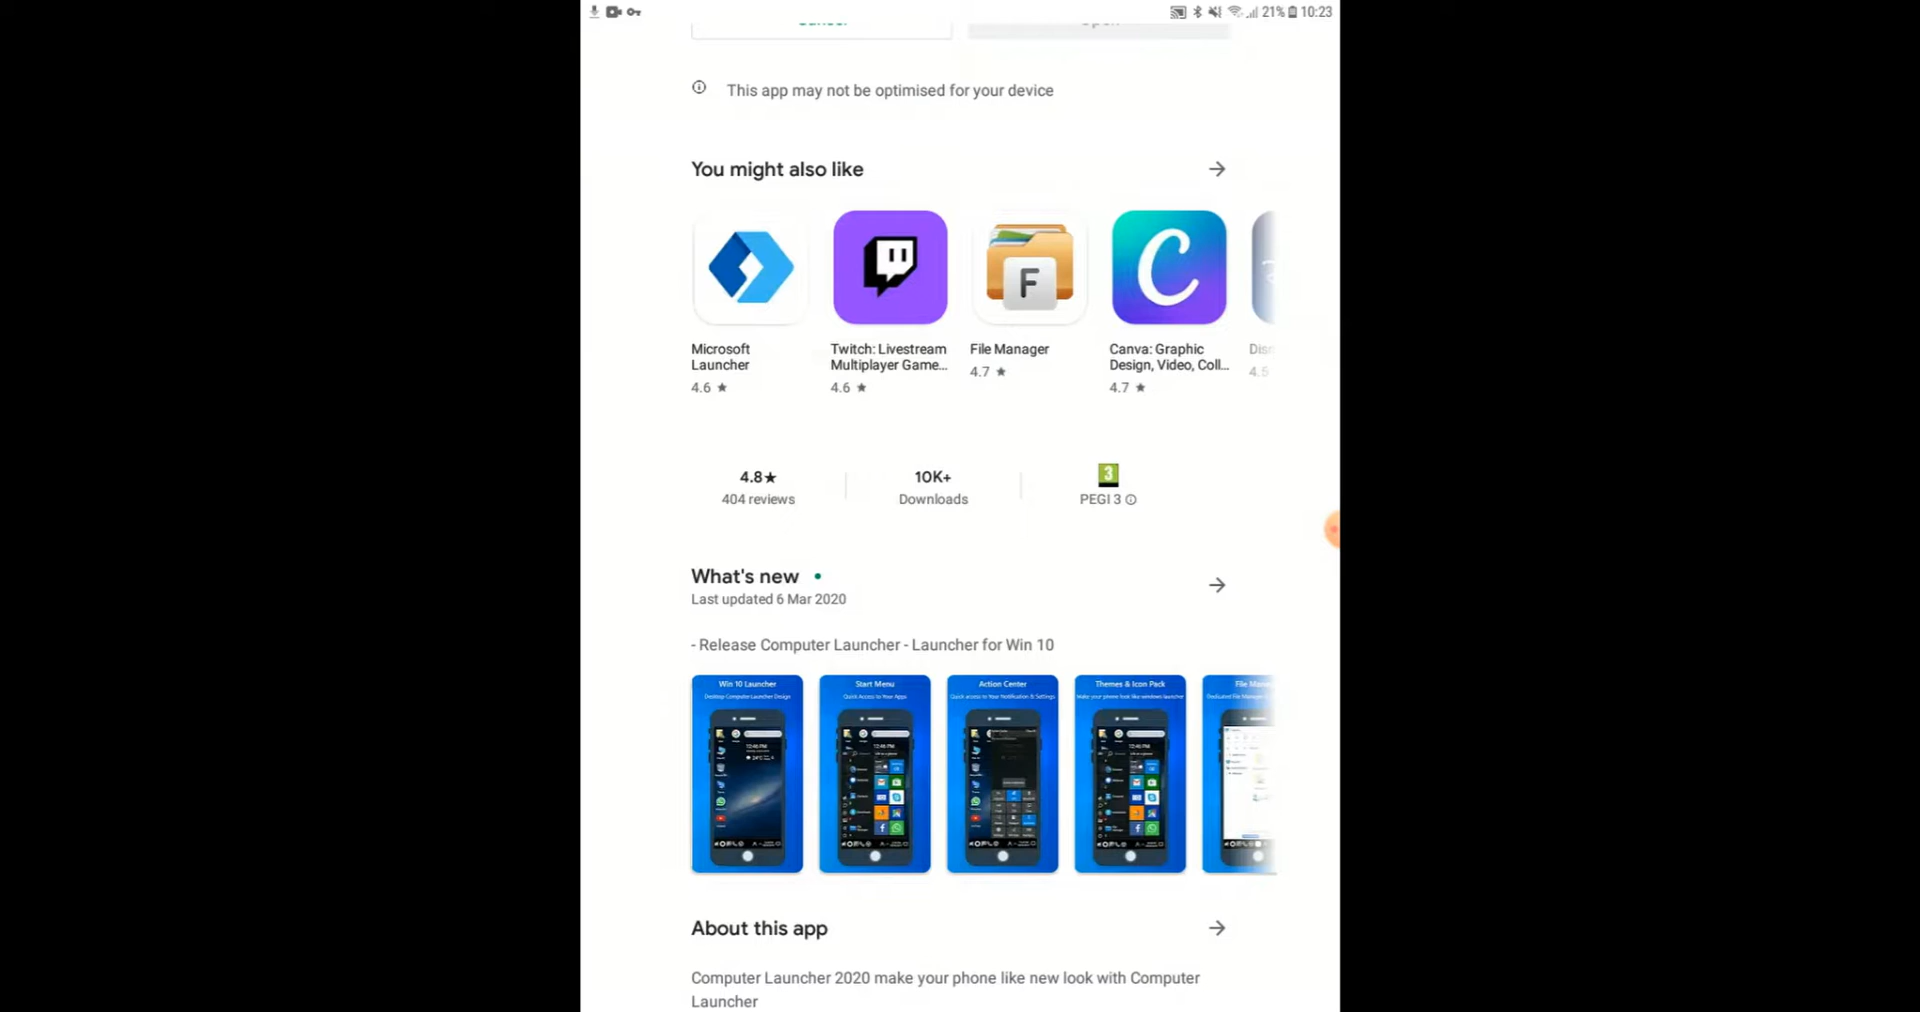 21% 10:23
This app may not be optimised for your device
You might also like
F
C
Microsoft
Launcher
4.6 ★
Twitch: Livestream
Multiplayer Game...
4.6 ★
File Manager
4.7 ★
Canva: Graphic
Design, Video, Coll...
4.7 ★
Disc
4.5
4.8★
404 reviews
10K+
Downloads
3
PEGI 3
What's new
Last updated 6 Mar 2020
- Release Computer Launcher - Launcher for Win 10
Win 10 Launcher
Desktop Computer Launcher Design
Start Menu
Quick Access to Your Apps
Action Center
Quick access to Your Notification & Settings
Themes & Icon Pack
Make your phone look like windows launcher
File Mana
About this app
Computer Launcher 2020 make your phone like new look with Computer
Launcher